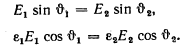 E₁ sin ϑ₁ = E₂ sin ϑ₂,
ε₁E₁ cos ϑ₁ = ε₂E₂ cos ϑ₂.